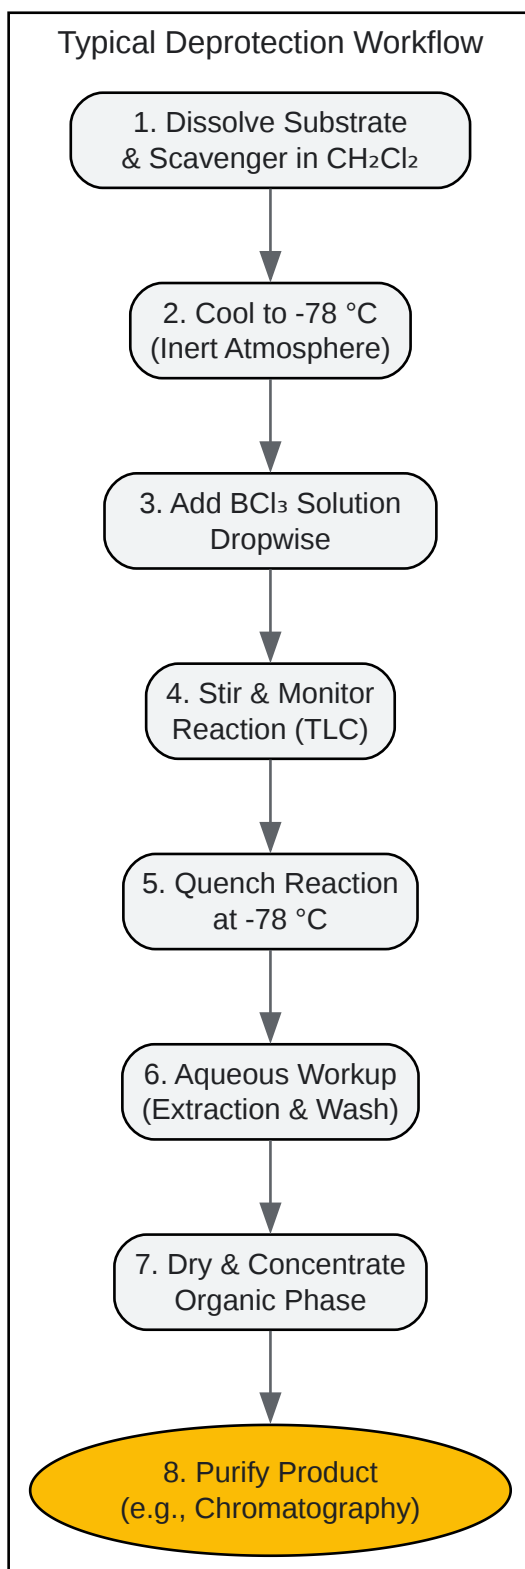 Typical Deprotection Workflow
1. Dissolve Substrate
& Scavenger in CH₂Cl₂
2. Cool to -78 °C
(Inert Atmosphere)
3. Add BCl₃ Solution
Dropwise
4. Stir & Monitor
Reaction (TLC)
5. Quench Reaction
at -78 °C
6. Aqueous Workup
(Extraction & Wash)
7. Dry & Concentrate
Organic Phase
8. Purify Product
(e.g., Chromatography)